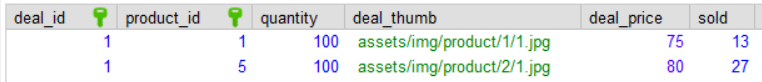 deal_id product_id quantity deal_thumb deal_price sold
1 1 100 assets/img/product/1/1.jpg 75 13
1 5 100 assets/img/product/2/1.jpg 80 27